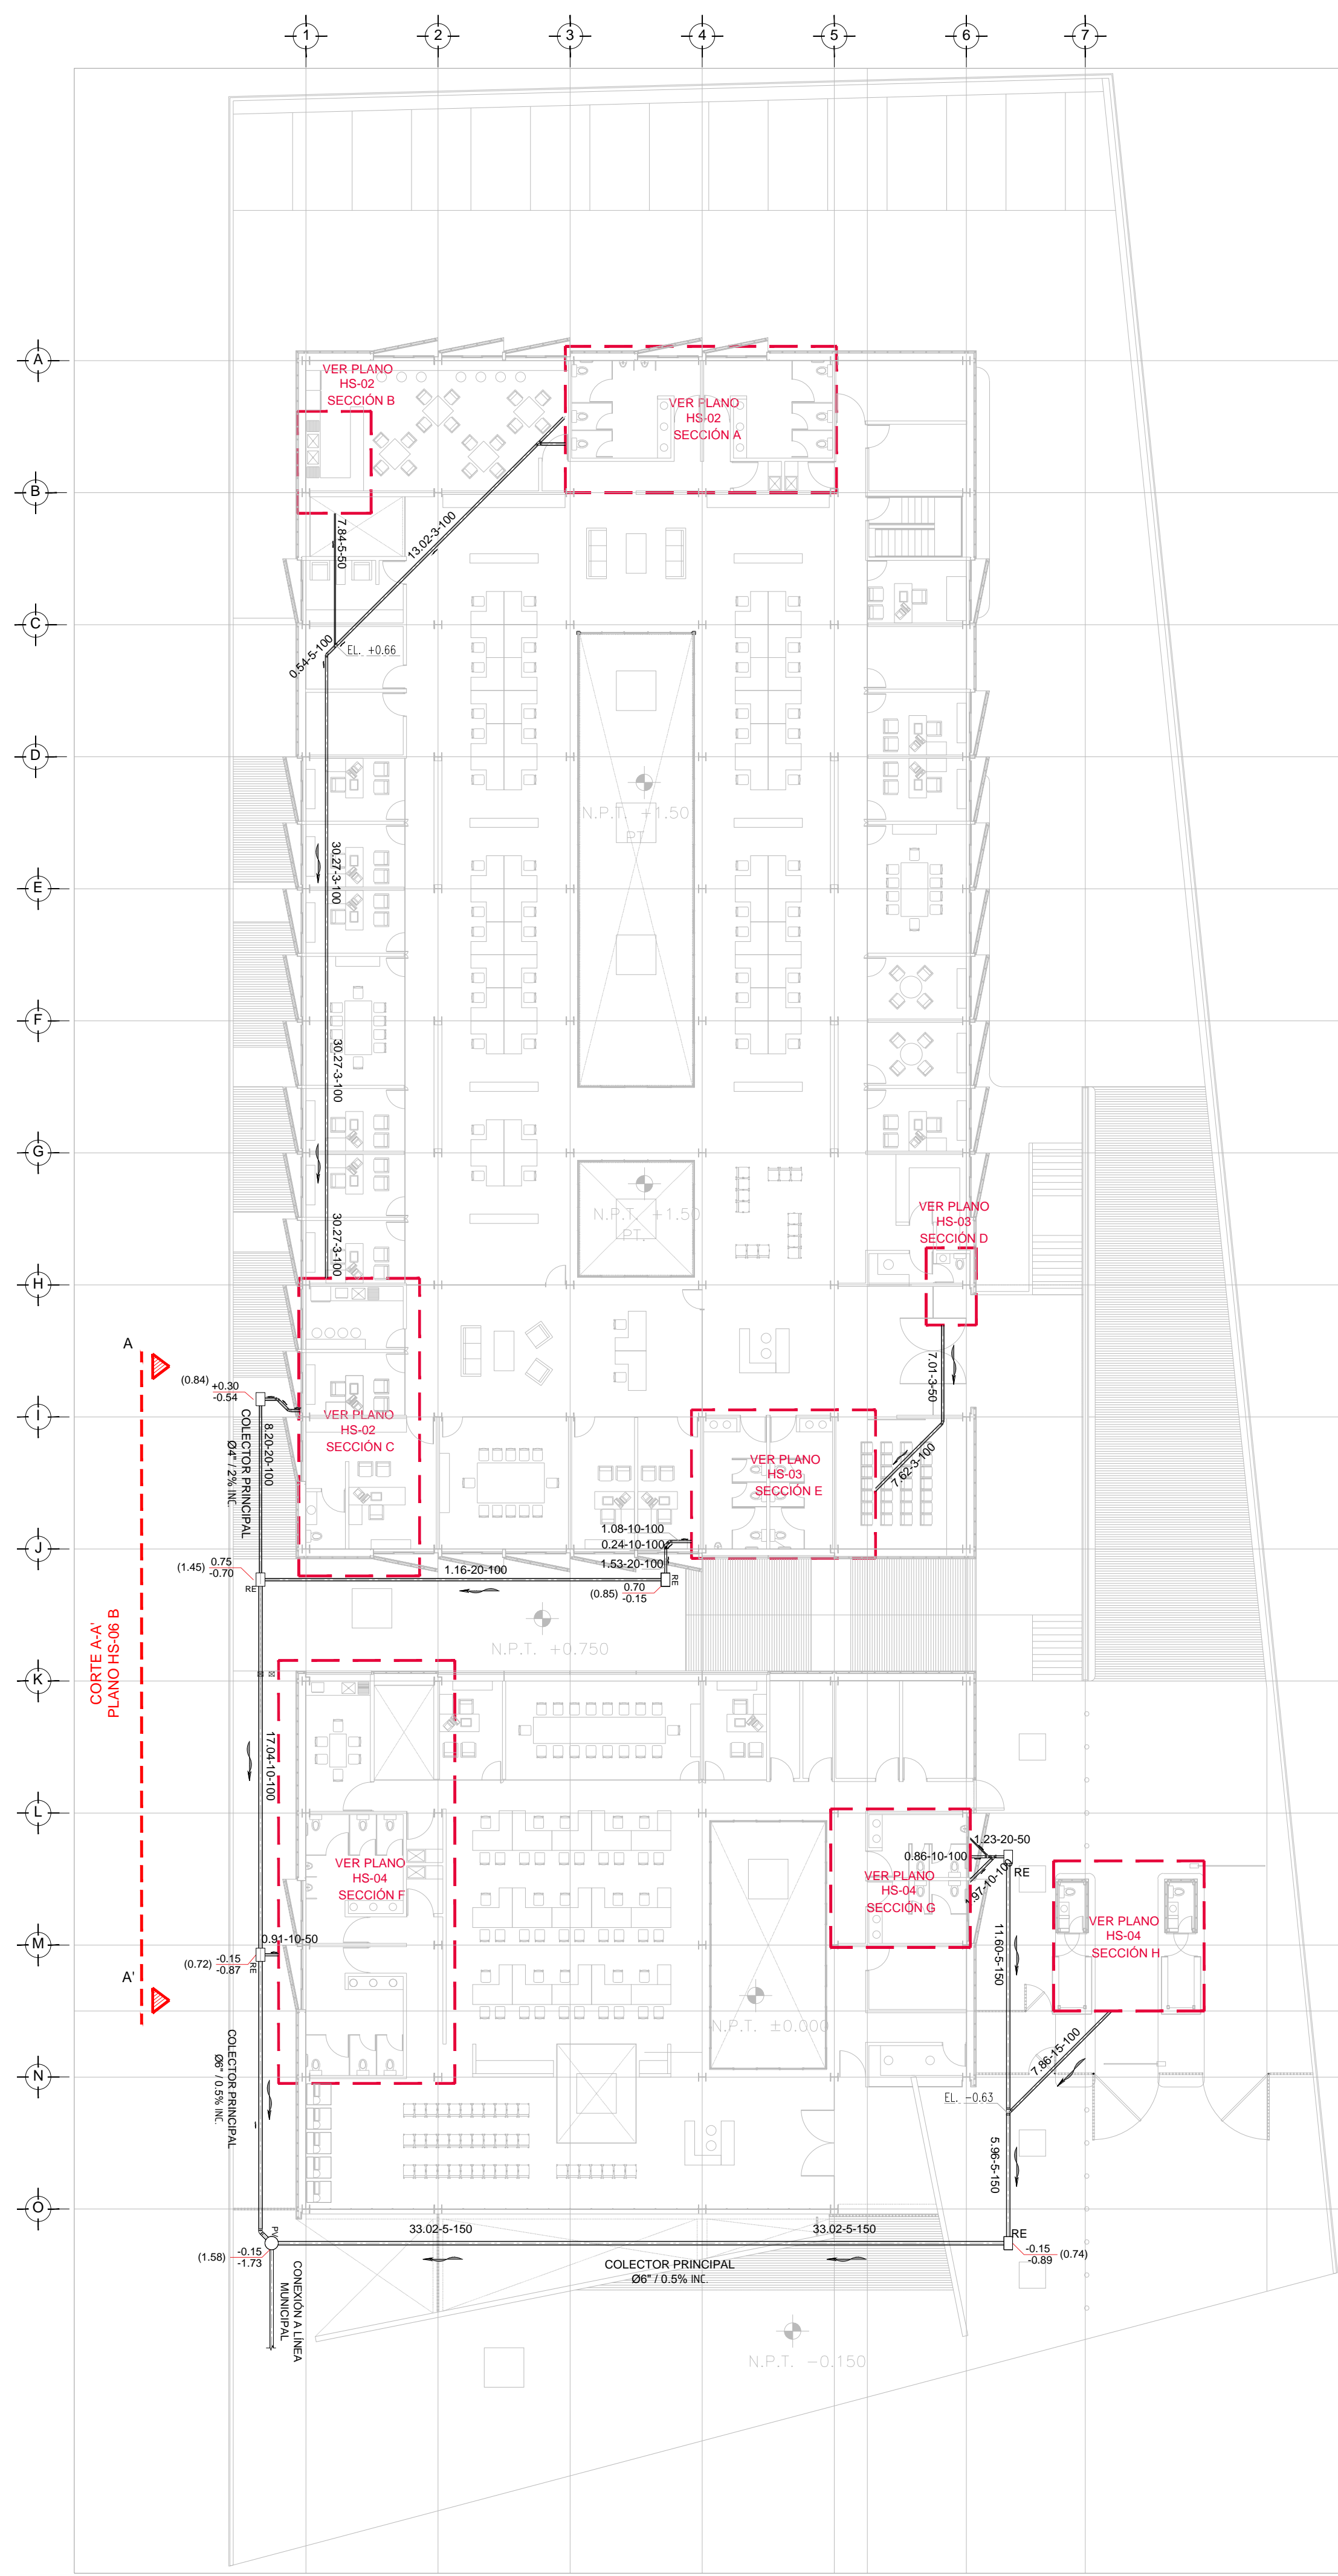 1
2
3
4
5
6
7
A
VER PLANO
HS-02
SECCIÓN B
VER PLANO
HS-02
SECCIÓN A
B
7.84-5-50
13.02-3-100
C
0.54-5-100
EL. +0.66
D
N.P.T. +1.50
PT.
E
30.27-3-100
F
30.27-3-100
G
N.P.T. +1.50
PT.
VER PLANO
HS-03
SECCIÓN D
30.27-3-100
H
A
7.01-3-50
(0.84)
+0.30
-0.54
I
VER PLANO
HS-02
SECCIÓN C
8.20-20-100
COLECTOR PRINCIPAL
Ø4" / 2% INC.
VER PLANO
HS-03
SECCIÓN E
7.62-3-100
J
1.08-10-100
0.24-10-100
1.53-20-100
1.16-20-100
(1.45)
0.75
-0.70
RE
RE
(0.85)
0.70
-0.15
N.P.T. +0.750
CORTE A-A'
PLANO HS-06 B
K
17.04-10-100
L
1.23-20-50
0.86-10-100
RE
1.97-10-100
VER PLANO
HS-04
SECCIÓN F
VER PLANO
HS-04
SECCIÓN G
VER PLANO
HS-04
SECCIÓN H
M
0.91-10-50
11.60-5-150
(0.72)
-0.15
-0.87
RE
A'
N.P.T. ±0.000
COLECTOR PRINCIPAL
Ø6" / 0.5% INC.
N
7.86-15-100
EL. -0.63
5.96-5-150
O
PV
33.02-5-150
33.02-5-150
RE
(1.58)
-0.15
-1.73
-0.15
-0.89
(0.74)
COLECTOR PRINCIPAL
Ø6" / 0.5% INC.
CONEXIÓN A LÍNEA
MUNICIPAL
N.P.T. -0.150